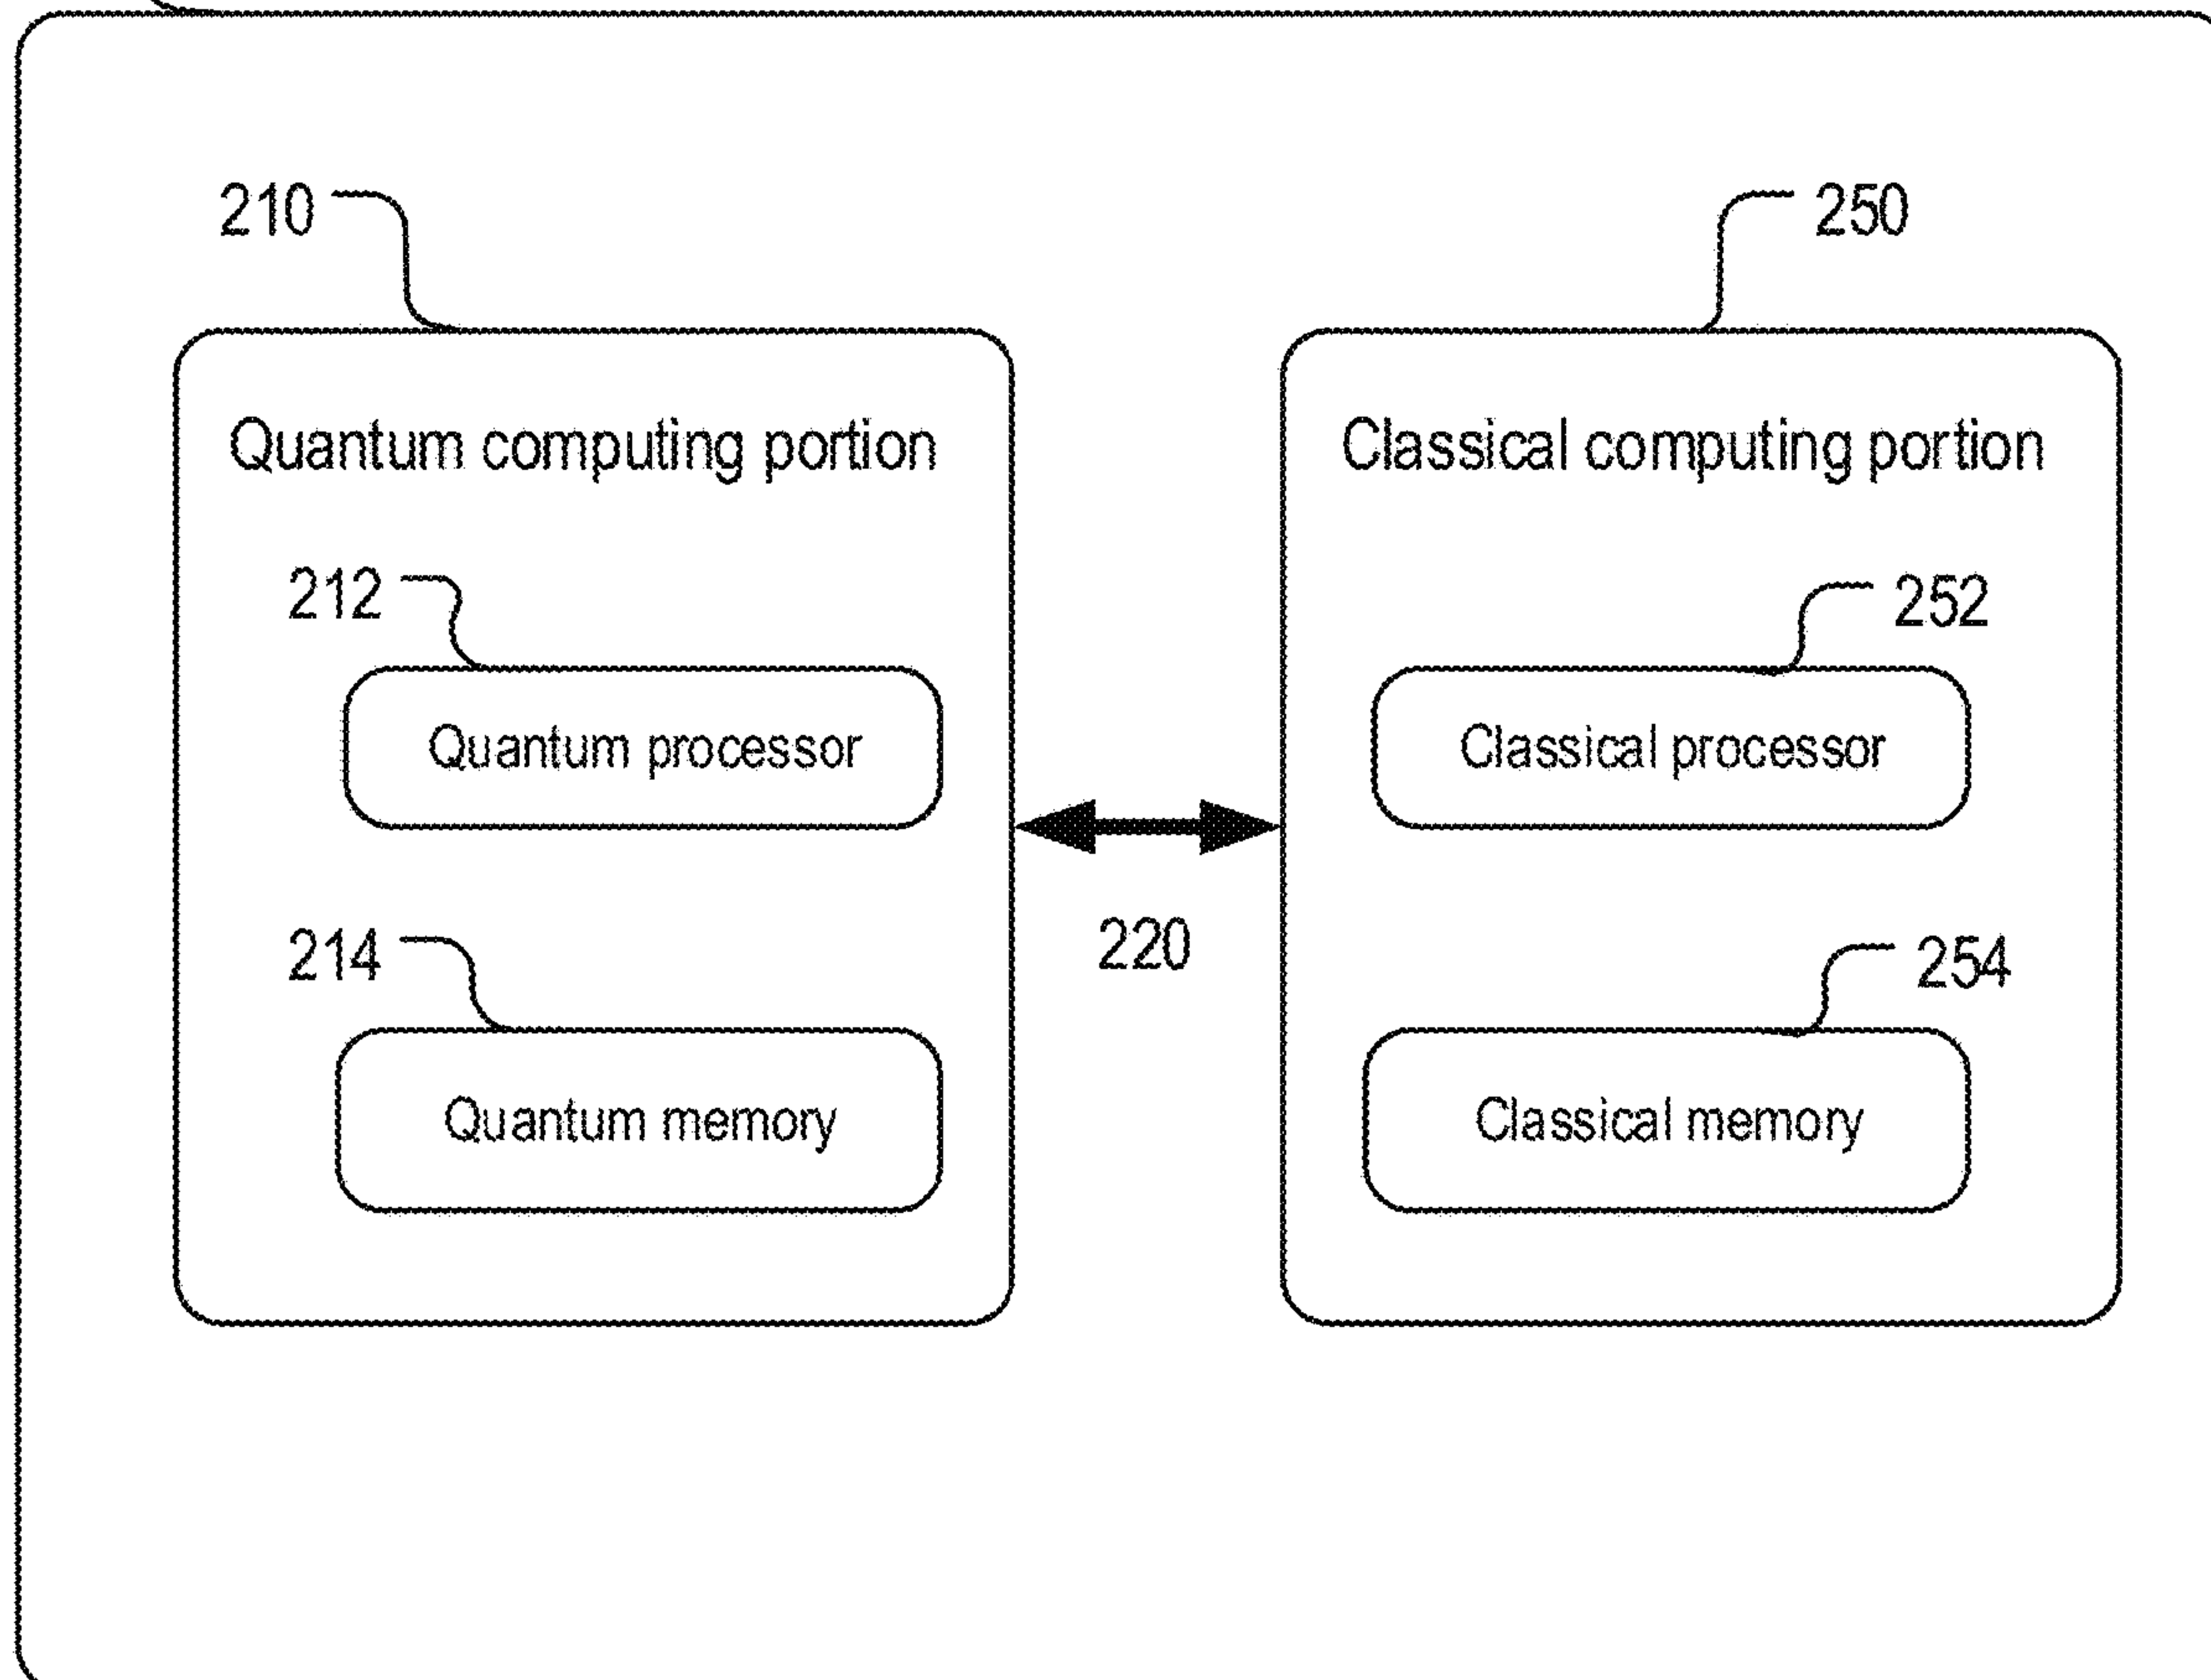 210
250
Quantum computing portion
Classical computing portion
212
252
Quantum processor
Classical processor
220
214
254
Quantum memory
Classical memory